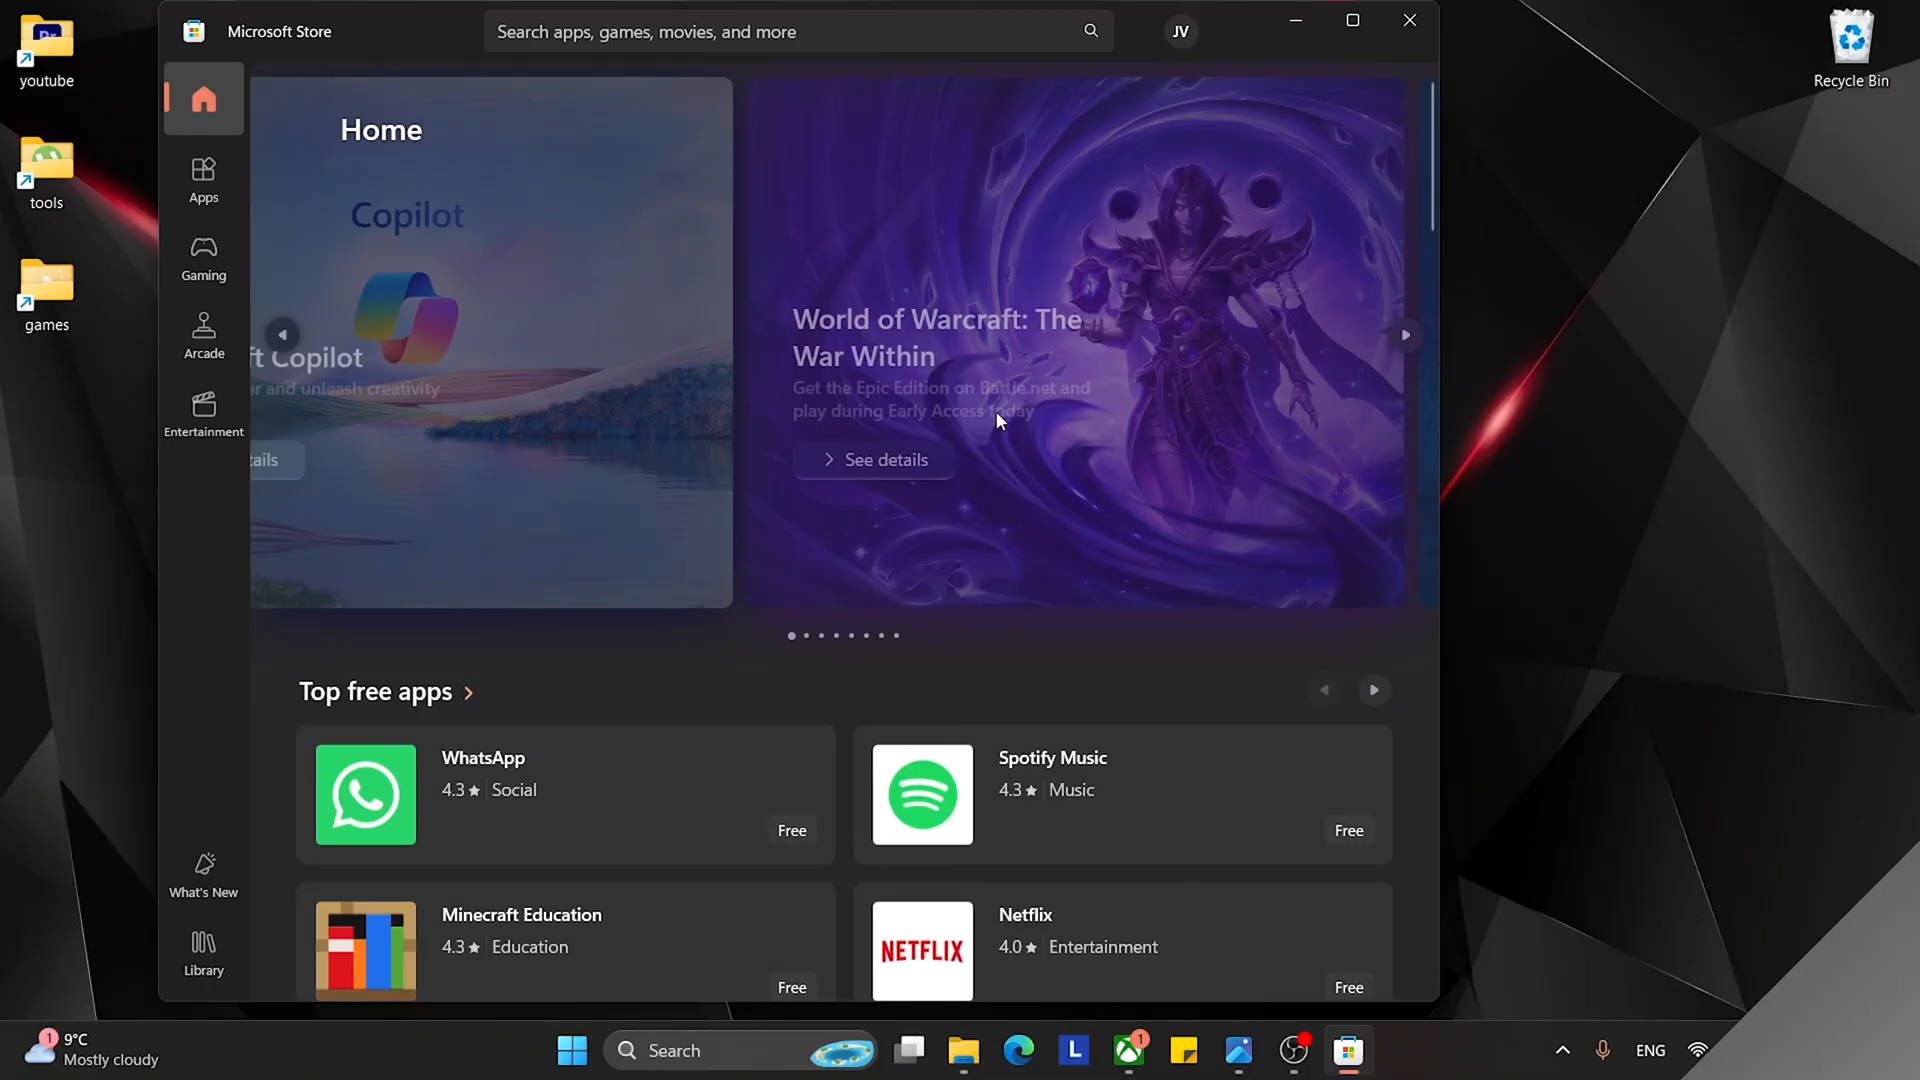 youtube
tools
games
Recycle Bin
Microsoft Store
Search apps, games, movies, and more
JV
Apps
Gaming
Arcade
Entertainment
What's New
Library
Home
Copilot
ft Copilot
er and unleash creativity
tails
World of Warcraft: The
War Within
Get the Epic Edition on Battle.net and
play during Early Access today
See details
Top free apps
WhatsApp
4.3★ Social
Free
Spotify Music
4.3★ Music
Free
Minecraft Education
4.3★ Education
Free
Netflix
NETFLIX
4.0★ Entertainment
Free
1
9°C
Mostly cloudy
Search
L
1
ENG